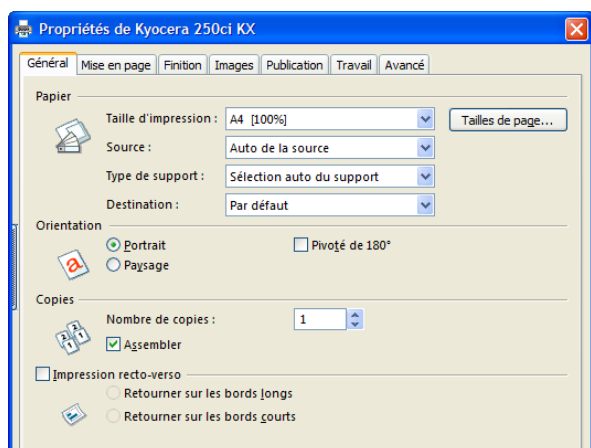 Propriétés de Kyocera 250ci KX
Général Mise en page Finition Images Publication Travail Avancé
Papier
Taille d'impression : A4 [100%] Tailles de page...
Source : Auto de la source
Type de support : Sélection auto du support
Destination : Par défaut
Orientation
Portrait Pivoté de 180°
Paysage
a
Copies
Nombre de copies : 1
Assembler
Impression recto-verso
Retourner sur les bords longs
Retourner sur les bords courts